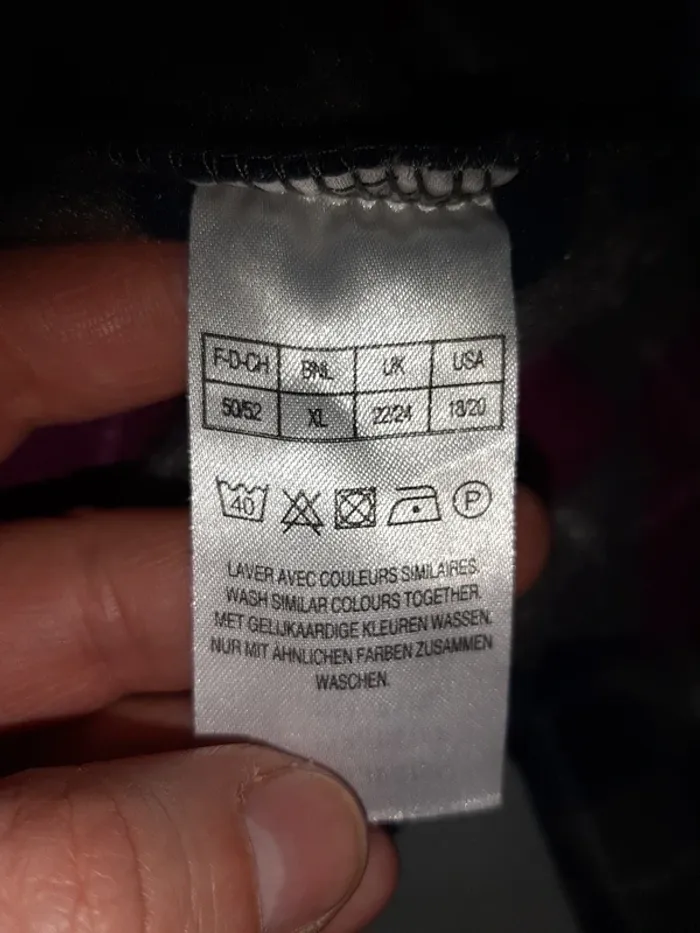 F-D-CH BNL UK USA
50/52 XL 22/24 18/20
40 P
LAVER AVEC COULEURS SIMILAIRES.
WASH SIMILAR COLOURS TOGETHER.
MET GELIJKAARDIGE KLEUREN WASSEN.
NUR MIT ÄHNLICHEN FARBEN ZUSAMMEN
WASCHEN.